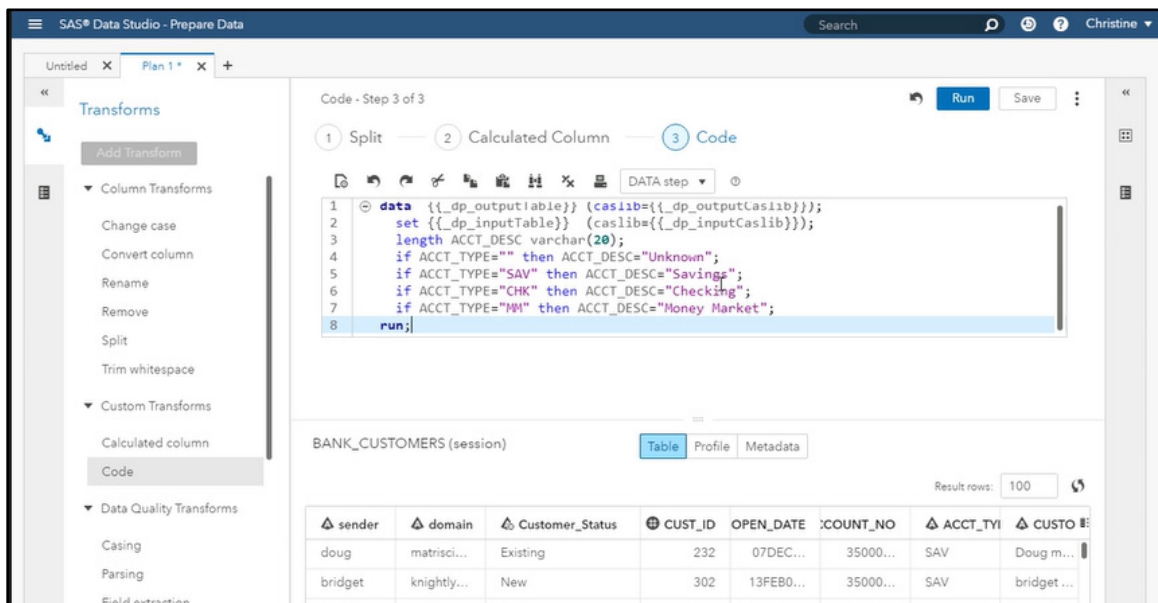 SAS® Data Studio - Prepare Data
Search
Christine
Untitled
Plan 1 *
Transforms
Add Transform
Column Transforms
Change case
Convert column
Rename
Remove
Split
Trim whitespace
Custom Transforms
Calculated column
Code
Data Quality Transforms
Casing
Parsing
Field extraction
Code - Step 3 of 3
Run
Save
1 Split
2 Calculated Column
3 Code
DATA step
1 data {{_dp_outputTable}} (caslib={{_dp_outputCaslib}});
2 set {{_dp_inputTable}} (caslib={{_dp_inputCaslib}});
3 length ACCT_DESC varchar(20);
4 if ACCT_TYPE="" then ACCT_DESC="Unknown";
5 if ACCT_TYPE="SAV" then ACCT_DESC="Savings";
6 if ACCT_TYPE="CHK" then ACCT_DESC="Checking";
7 if ACCT_TYPE="MM" then ACCT_DESC="Money Market";
8 run;
BANK_CUSTOMERS (session)
Table Profile Metadata
Result rows: 100
sender domain Customer_Status CUST_ID OPEN_DATE CCOUNT_NO ACCT_TYI CUSTO
doug matrisci... Existing 232 07DEC... 35000... SAV Doug m...
bridget knightly... New 302 13FEB0... 35000... SAV bridget ...